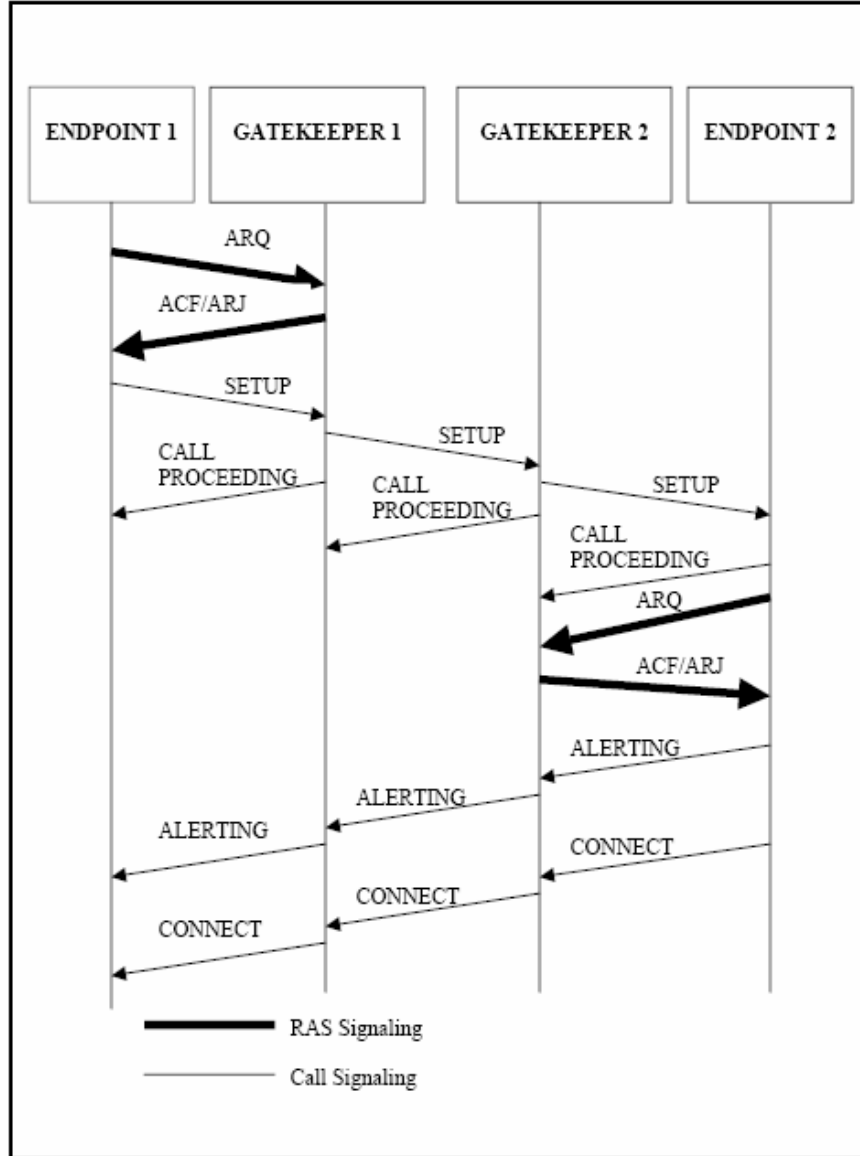 ENDPOINT 1
GATEKEEPER 1
GATEKEEPER 2
ENDPOINT 2
ARQ
ACF/ARJ
SETUP
SETUP
CALL
PROCEEDING
SETUP
CALL
PROCEEDING
CALL
PROCEEDING
ARQ
ACF/ARJ
ALERTING
ALERTING
ALERTING
CONNECT
CONNECT
CONNECT
RAS Signaling
Call Signaling